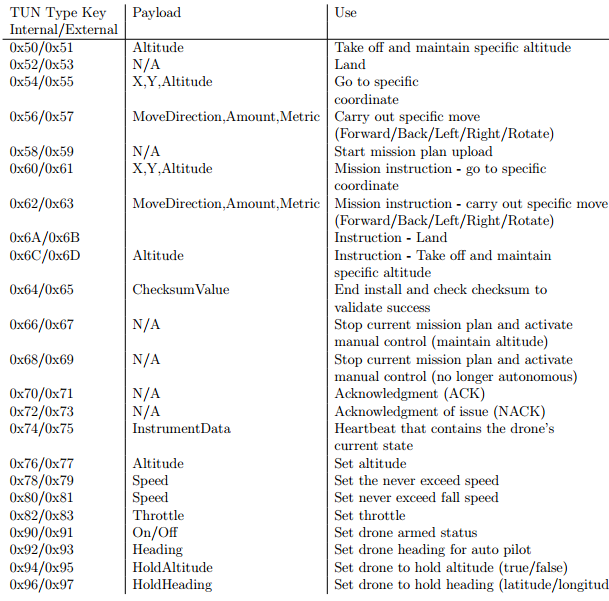 TUN Type Key Payload Use
Internal/External
0x50/0x51 Altitude Take off and maintain specific altitude
0x52/0x53 N/A Land
0x54/0x55 X,Y,Altitude Go to specific
coordinate
0x56/0x57 MoveDirection,Amount,Metric Carry out specific move
(Forward/Back/Left/Right/Rotate)
0x58/0x59 N/A Start mission plan upload
0x60/0x61 X,Y,Altitude Mission instruction - go to specific
coordinate
0x62/0x63 MoveDirection,Amount,Metric Mission instruction - carry out specific move
(Forward/Back/Left/Right/Rotate)
0x6A/0x6B Instruction - Land
0x6C/0x6D Altitude Instruction - Take off and maintain
specific altitude
0x64/0x65 ChecksumValue End install and check checksum to
validate success
0x66/0x67 N/A Stop current mission plan and activate
manual control (maintain altitude)
0x68/0x69 N/A Stop current mission plan and activate
manual control (no longer autonomous)
0x70/0x71 N/A Acknowledgment (ACK)
0x72/0x73 N/A Acknowledgment of issue (NACK)
0x74/0x75 InstrumentData Heartbeat that contains the drone's
current state
0x76/0x77 Altitude Set altitude
0x78/0x79 Speed Set the never exceed speed
0x80/0x81 Speed Set never exceed fall speed
0x82/0x83 Throttle Set throttle
0x90/0x91 On/Off Set drone armed status
0x92/0x93 Heading Set drone heading for auto pilot
0x94/0x95 HoldAltitude Set drone to hold altitude (true/false)
0x96/0x97 HoldHeading Set drone to hold heading (latitude/longitud